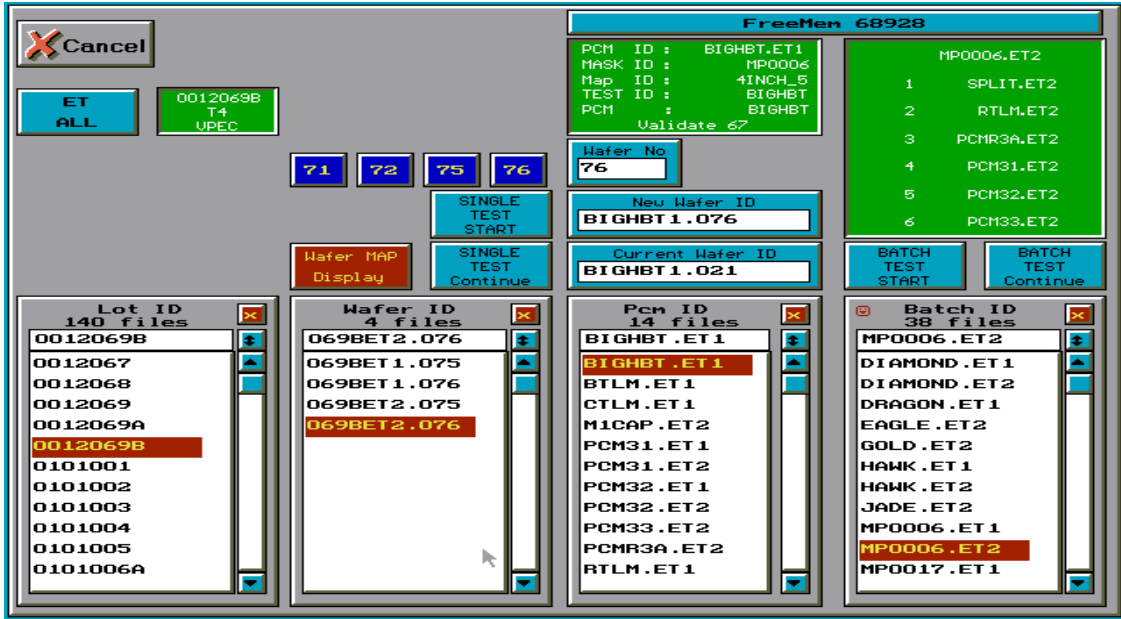 FreeMem 68928
Cancel
ET
ALL
0012069B
T4
VPEC
PCM ID : BIGHBT.ET1
MASK ID : MP0006
Map ID : 4INCH_5
TEST ID : BIGHBT
PCM : BIGHBT
Validate 67
MP0006.ET2
1 SPLIT.ET2
2 RTLM.ET2
3 PCMR3A.ET2
4 PCM31.ET2
5 PCM32.ET2
6 PCM33.ET2
71 72 75 76
Wafer No
76
SINGLE
TEST
START
New Wafer ID
BIGHBT1.076
Wafer MAP
Display
SINGLE
TEST
Continue
Current Wafer ID
BIGHBT1.021
BATCH
TEST
START
BATCH
TEST
Continue
Lot ID
140 files
0012069B
0012067
0012068
0012069
0012069A
0012069B
0101001
0101002
0101003
0101004
0101005
0101006A
Wafer ID
4 files
069BET2.076
069BET1.075
069BET1.076
069BET2.075
069BET2.076
Pcm ID
14 files
BIGHBT.ET1
BIGHBT.ET1
BTLM.ET1
CTLM.ET1
M1CAP.ET2
PCM31.ET1
PCM31.ET2
PCM32.ET1
PCM32.ET2
PCM33.ET2
PCMR3A.ET2
RTLM.ET1
Batch ID
38 files
MP0006.ET2
DIAMOND.ET1
DIAMOND.ET2
DRAGON.ET1
EAGLE.ET2
GOLD.ET2
HAWK.ET1
HAWK.ET2
JADE.ET2
MP0006.ET1
MP0006.ET2
MP0017.ET1